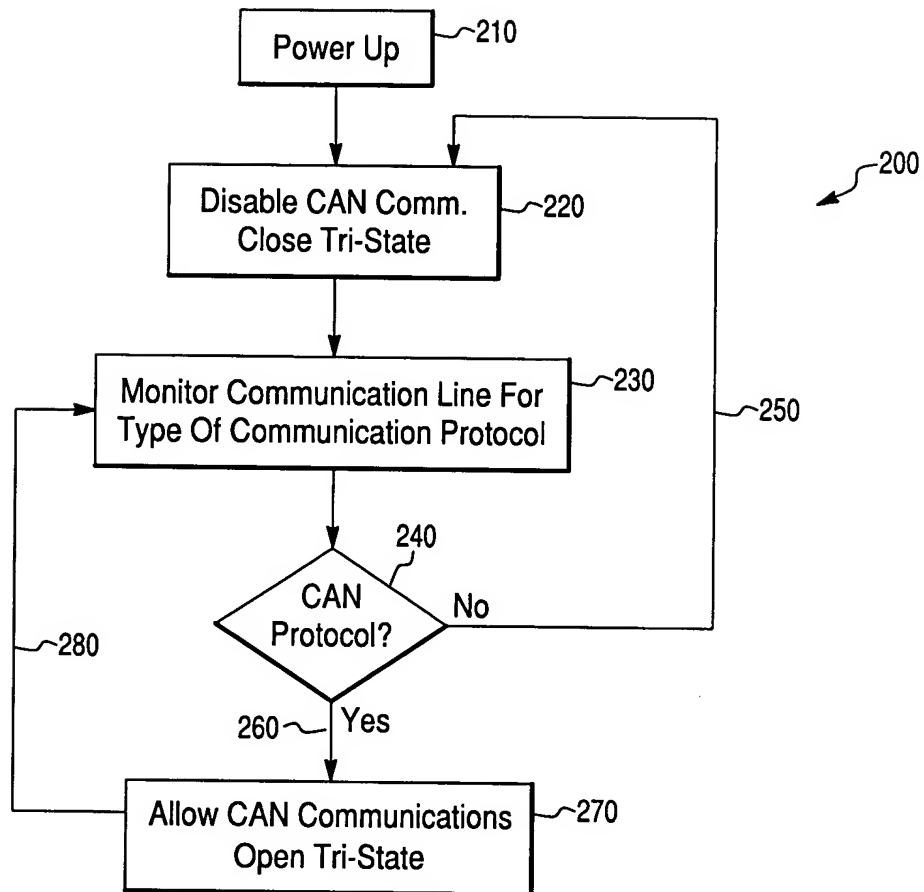 Power Up
210
200
Disable CAN Comm.
Close Tri-State
220
Monitor Communication Line For
Type Of Communication Protocol
230
250
240
CAN
Protocol?
No
280
260
Yes
Allow CAN Communications
Open Tri-State
270